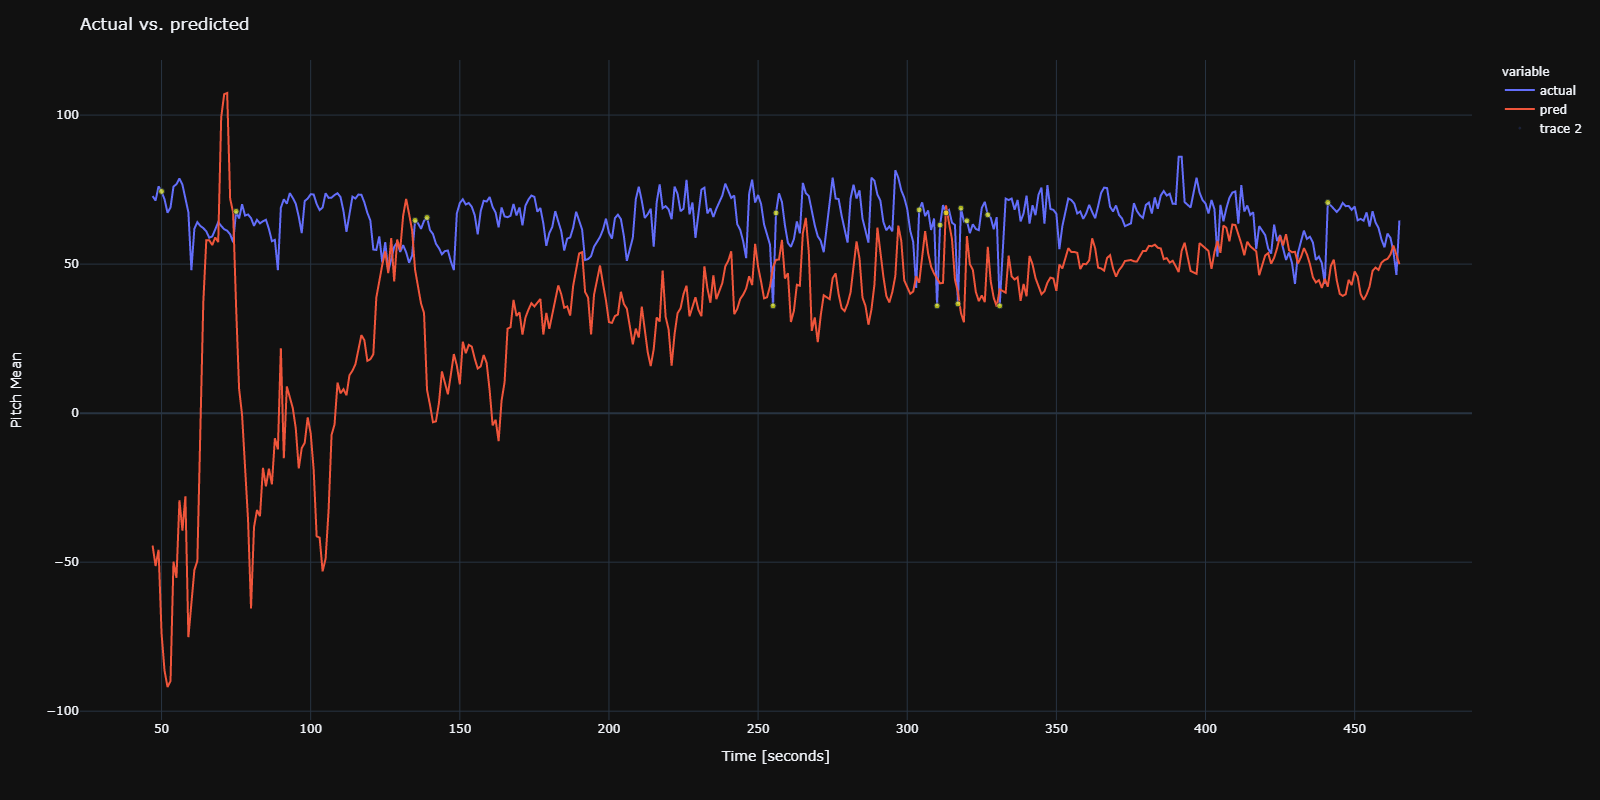 Actual vs. predicted
variable
actual
pred
trace 2
100
50
0
−50
−100
Pitch Mean
50 100 150 200 250 300 350 400 450
Time [seconds]